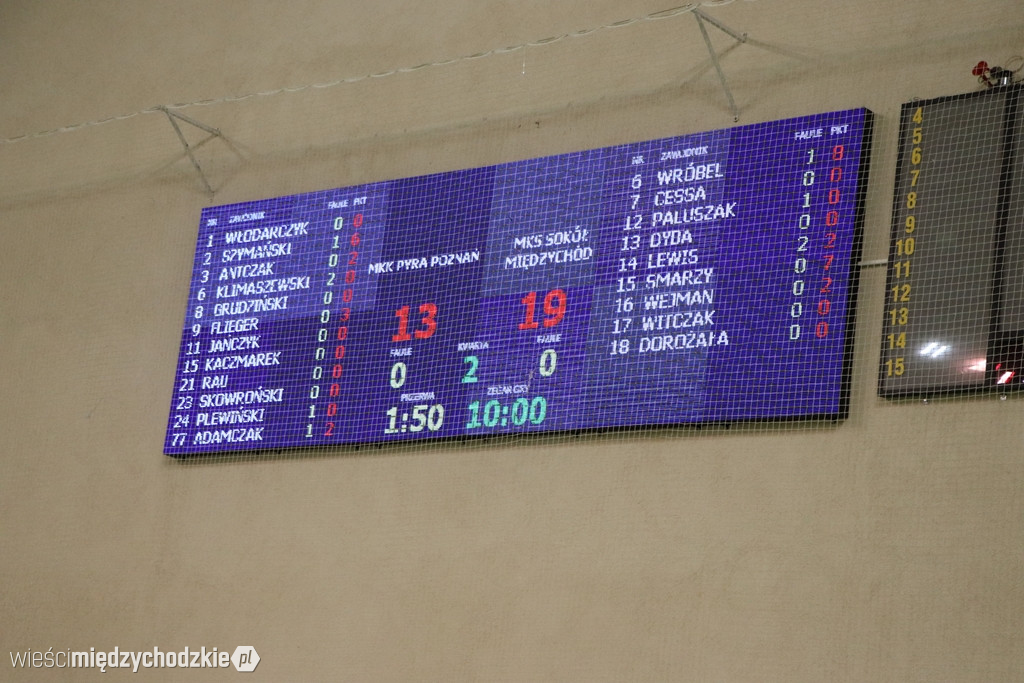 NR ZAWODNIK FAULE PKT
1 WŁODARCZYK 0 0
2 SZYMAŃSKI 1 6
3 ANTCZAK 0 2
6 KLIMASZEWSKI 2 0
8 GRUDZIŃSKI 0 0
9 FLIEGER 0 3
11 JAŃCZYK 0 0
15 KACZMAREK 0 0
21 RAU 0 0
23 SKOWROŃSKI 0 0
24 PLEWIŃSKI 1 0
77 ADAMCZAK 1 2
MKK PYRA POZNAŃ
13
FAULE
0
PRZERWA
1:50
KWARTA
2
ZEGAR GRY
10:00
MKS SOKÓŁ
MIĘDZYCHÓD
19
FAULE
0
NR ZAWODNIK FAULE PKT
6 WRÓBEL 1 8
7 CESSA 0 0
12 PALUSZAK 1 0
13 DYDA 0 0
14 LEWIS 2 2
15 SMARZY 0 7
16 WEJMAN 0 2
17 WITCZAK 0 0
18 DOROŻAŁA 0 0
4
5
6
7
8
9
10
11
12
13
14
15
wieścimiędzychodzkie.pl